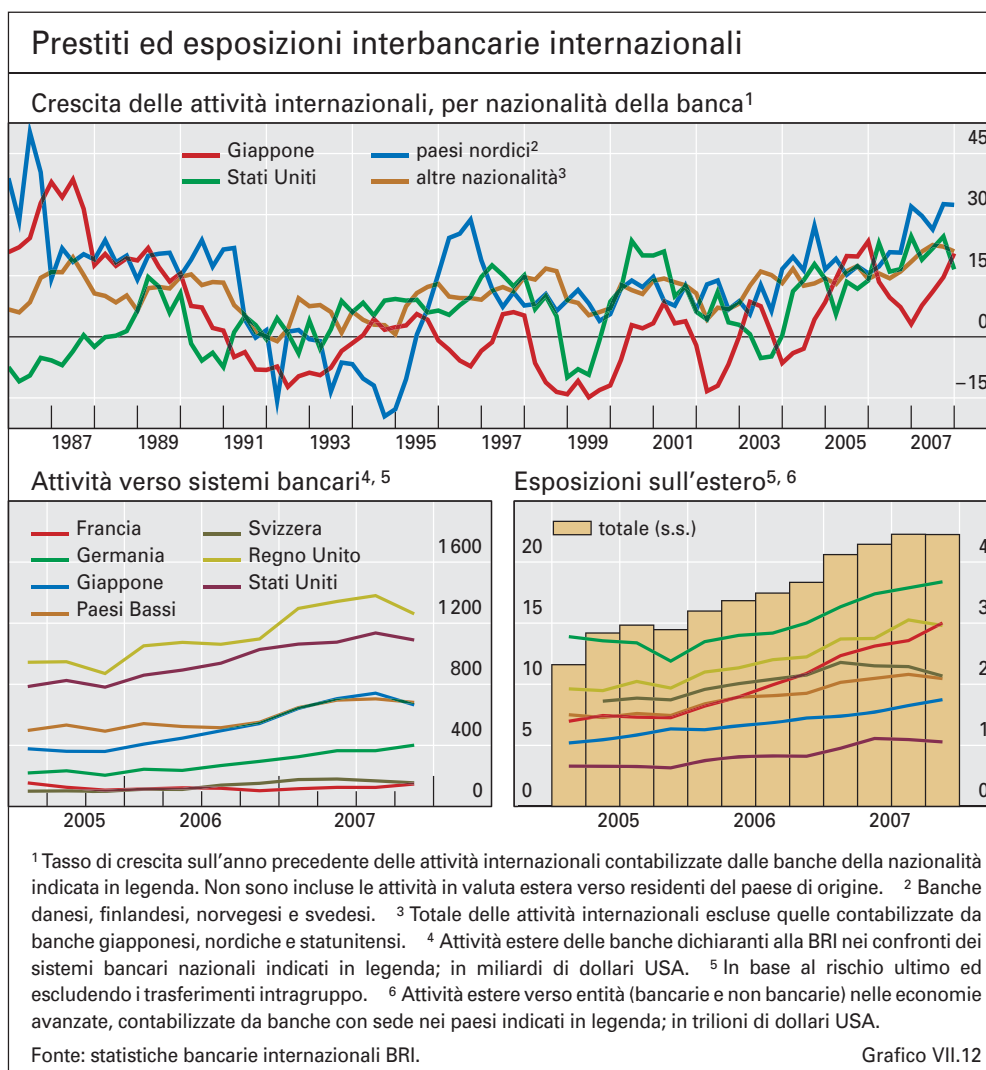 Prestiti ed esposizioni interbancarie internazionali
Crescita delle attività internazionali, per nazionalità della banca¹
Giappone
Stati Uniti
paesi nordici²
altre nazionalità³
45
30
15
0
–15
1987 1989 1991 1993 1995 1997 1999 2001 2003 2005 2007
Attività verso sistemi bancari⁴, ⁵
Francia
Germania
Giappone
Paesi Bassi
Svizzera
Regno Unito
Stati Uniti
1 600
1200
800
400
0
2005 2006 2007
Esposizioni sull’estero⁵, ⁶
totale (s.s.)
20
15
10
5
0
4
3
2
1
0
2005 2006 2007
¹ Tasso di crescita sull’anno precedente delle attività internazionali contabilizzate dalle banche della nazionalità
indicata in legenda. Non sono incluse le attività in valuta estera verso residenti del paese di origine. ² Banche
danesi, finlandesi, norvegesi e svedesi. ³ Totale delle attività internazionali escluse quelle contabilizzate da
banche giapponesi, nordiche e statunitensi. ⁴ Attività estere delle banche dichiaranti alla BRI nei confronti dei
sistemi bancari nazionali indicati in legenda; in miliardi di dollari USA. ⁵ In base al rischio ultimo ed
escludendo i trasferimenti intragruppo. ⁶ Attività estere verso entità (bancarie e non bancarie) nelle economie
avanzate, contabilizzate da banche con sede nei paesi indicati in legenda; in trilioni di dollari USA.
Fonte: statistiche bancarie internazionali BRI. Grafico VII.12